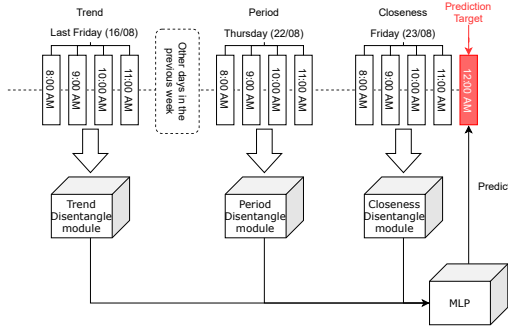 Trend
Period
Closeness
Prediction
Target
Last Friday (16/08)
Thursday (22/08)
Friday (23/08)
8:00 AM
9:00 AM
10:00 AM
11:00 AM
Other days in the
previous week
8:00 AM
9:00 AM
10:00 AM
11:00 AM
8:00 AM
9:00 AM
10:00 AM
11:00 AM
12:00 AM
Trend
Disentangle
module
Period
Disentangle
module
Closeness
Disentangle
module
Predic
MLP